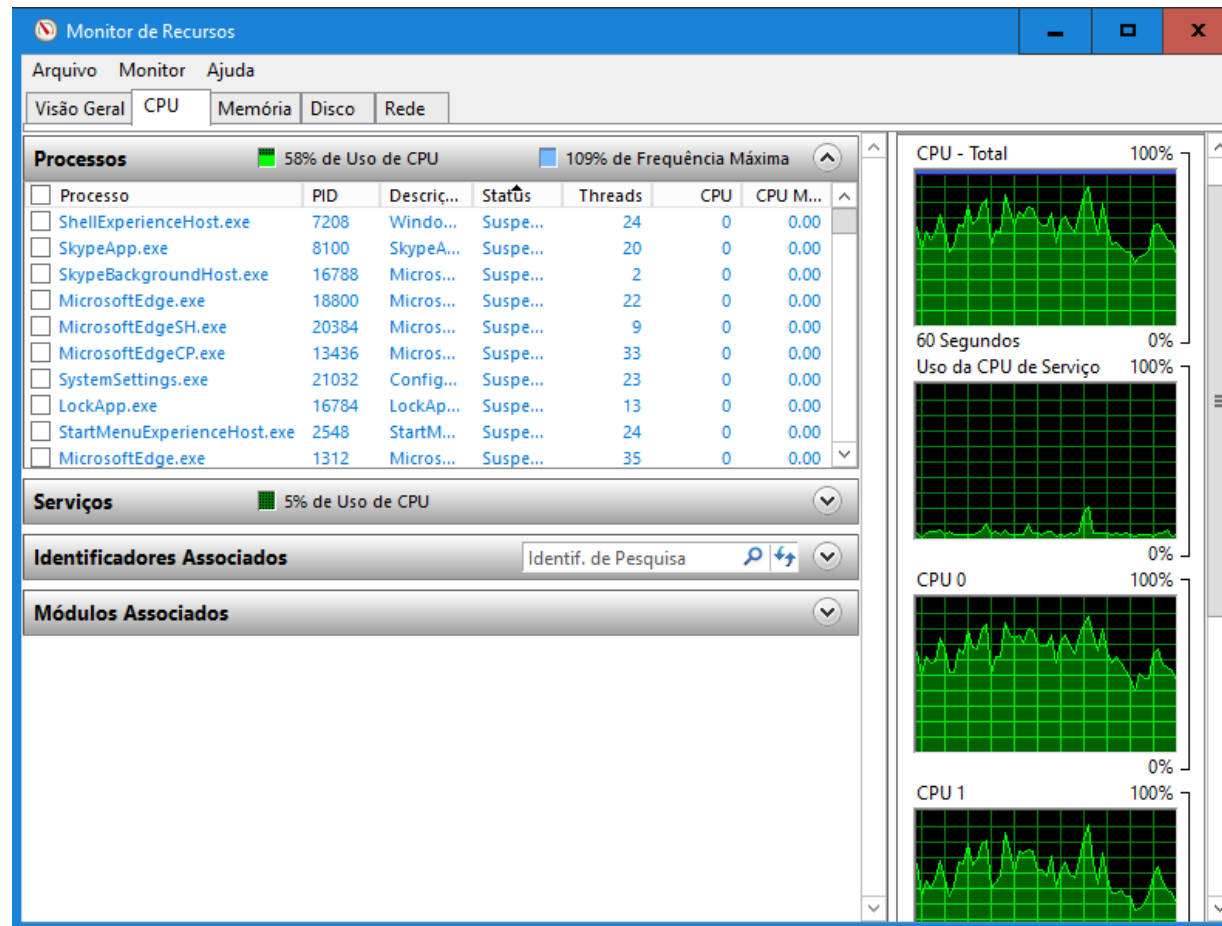 Monitor de Recursos
Arquivo Monitor Ajuda
Visão Geral CPU Memória Disco Rede
Processos 58% de Uso de CPU 109% de Frequência Máxima
Processo PID Descriç... Status Threads CPU CPU M...
ShellExperienceHost.exe 7208 Windo... Suspe... 24 0 0.00
SkypeApp.exe 8100 SkypeA... Suspe... 20 0 0.00
SkypeBackgroundHost.exe 16788 Micros... Suspe... 2 0 0.00
MicrosoftEdge.exe 18800 Micros... Suspe... 22 0 0.00
MicrosoftEdgeSH.exe 20384 Micros... Suspe... 9 0 0.00
MicrosoftEdgeCP.exe 13436 Micros... Suspe... 33 0 0.00
SystemSettings.exe 21032 Config... Suspe... 23 0 0.00
LockApp.exe 16784 LockAp... Suspe... 13 0 0.00
StartMenuExperienceHost.exe 2548 StartM... Suspe... 24 0 0.00
MicrosoftEdge.exe 1312 Micros... Suspe... 35 0 0.00
Serviços 5% de Uso de CPU
Identificadores Associados Identif. de Pesquisa
Módulos Associados
CPU - Total 100%
60 Segundos 0%
Uso da CPU de Serviço 100%
0%
CPU 0 100%
0%
CPU 1 100%